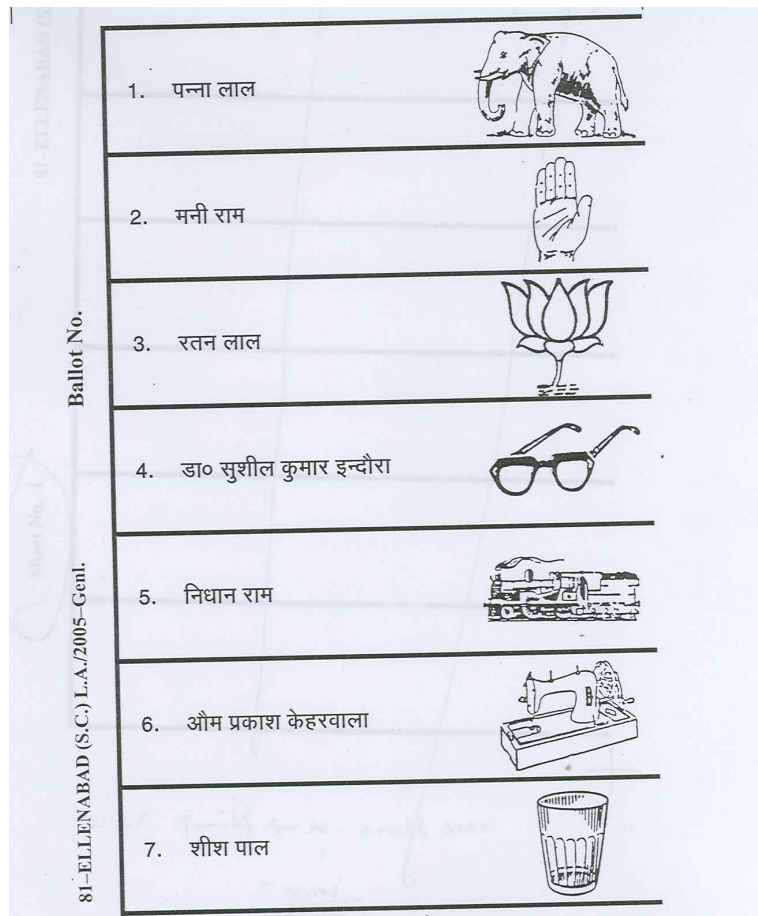 1. पन्ना लाल
2. मनी राम
3. रतन लाल
4. डा० सुशील कुमार इन्दौरा
5. निधान राम
6. औम प्रकाश केहरवाला
7. शीश पाल
81–ELLENABAD (S.C.) L.A./2005–Genl. Ballot No.